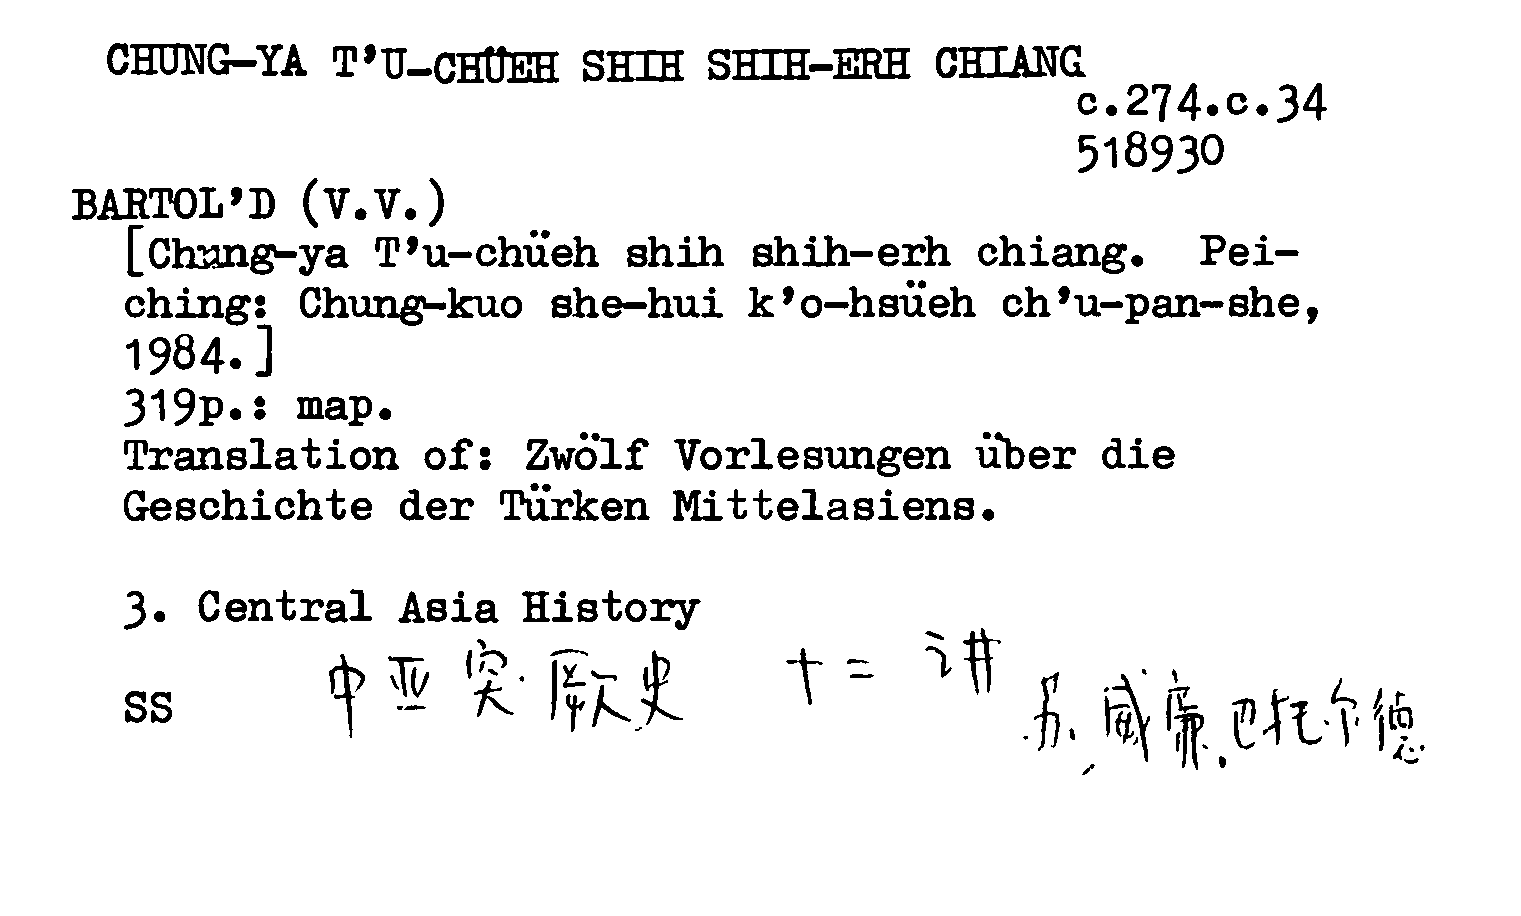 CHUNG-YA T'U-CHÜEH SHIH SHIH-ERH CHIANG
c.274.c.34
518930
BARTOL'D (V.V.)
[Chung-ya T'u-chüeh shih shih-erh chiang. Pei-
ching: Chung-kuo she-hui k'o-hsüeh ch'u-pan-she,
1984.]
319p.: map.
Translation of: Zwölf Vorlesungen über die
Geschichte der Türken Mittelasiens.
3. Central Asia History
中亚突厥史 十二讲
SS
苏,威廉.巴托尔德